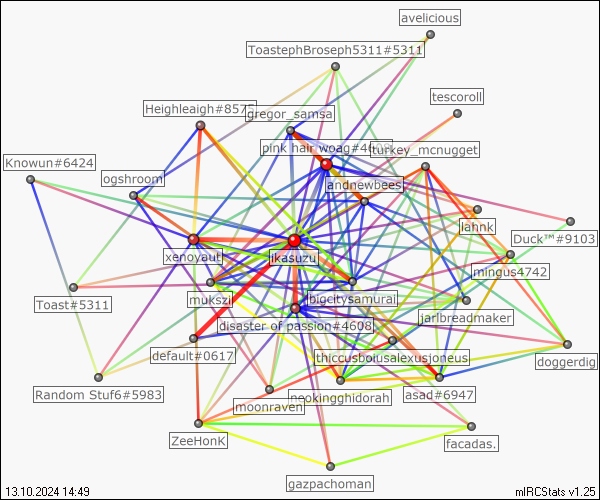 avelicious
ToastephBroseph5311#5311
tescoroll
Heighleaigh#857
gregor_samsa
pink hair woag#4
turkey_mcnugget
Knowun#6424
ogshroom
andnewbees
lahnk
Duck™#9103
xenoyaut
ikasuzu
mingus4742
mukszi
bigcitysamurai
Toast#5311
jarlbreadmaker
disaster of passion#4608
default#0617
thiccusboiusalexusjoneus
doggerdig
Random Stuf6#5983
moonraven
neokingghidorah
asad#6947
ZeeHonK
facadas.
gazpachoman
13.10.2024 14:49
mIRCStats v1.25